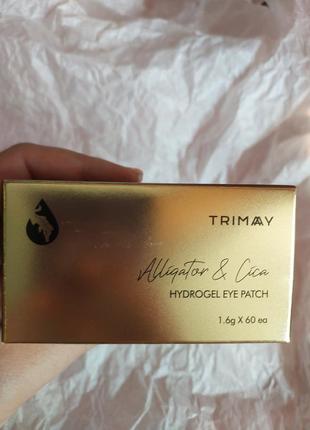 TRIMAY
Alligator & Cica
HYDROGEL EYE PATCH
1.6g X 60 ea